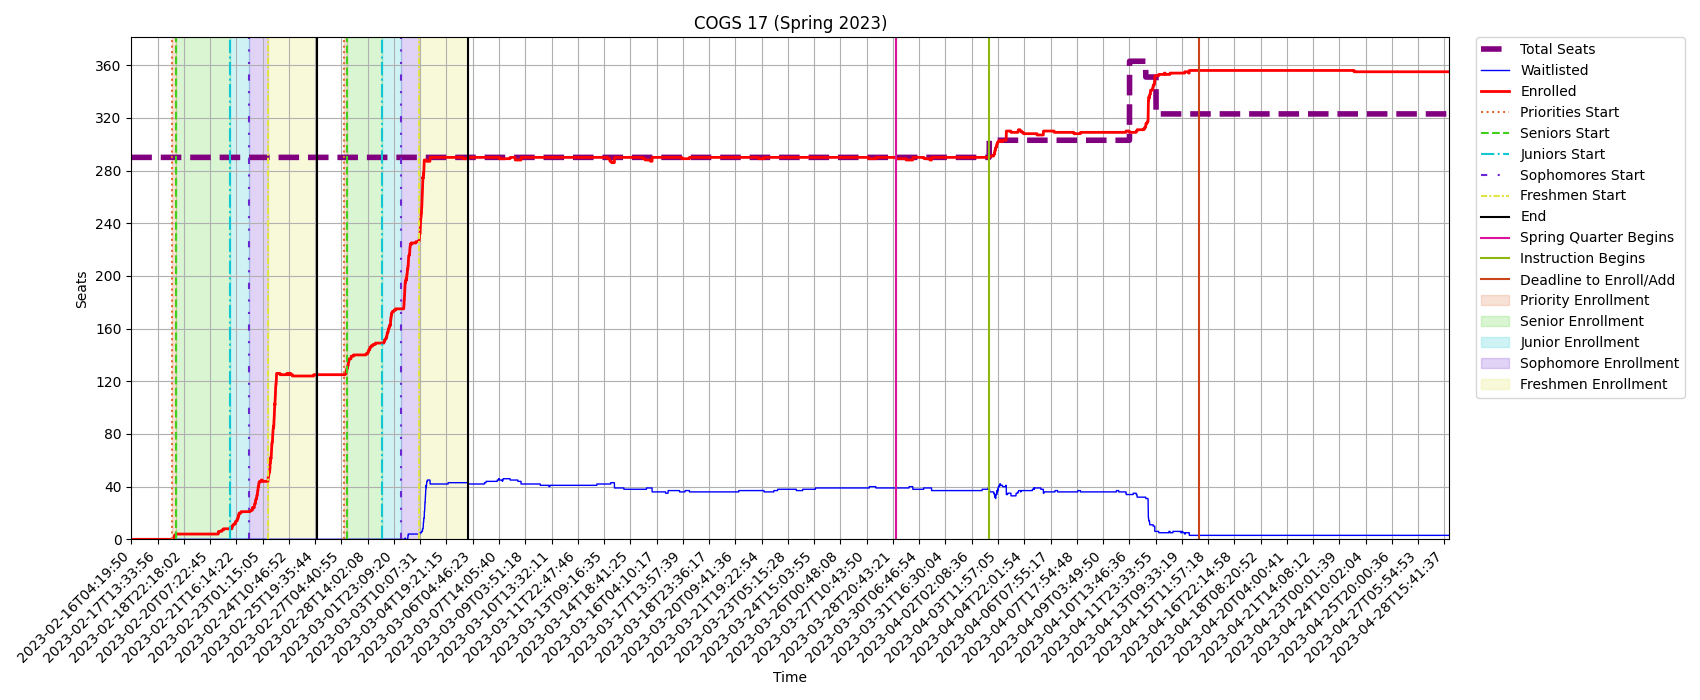 COGS 17 (Spring 2023)
Seats
360
320
280
240
200
160
120
80
40
0
2023-02-16T04:19:50
2023-02-17T13:33:56
2023-02-18T22:18:02
2023-02-20T07:22:45
2023-02-21T16:14:22
2023-02-23T01:15:05
2023-02-24T10:46:52
2023-02-25T19:35:44
2023-02-27T04:40:55
2023-02-28T14:02:08
2023-03-01T23:09:20
2023-03-03T10:07:31
2023-03-04T19:21:15
2023-03-06T04:46:23
2023-03-07T14:05:40
2023-03-09T03:51:18
2023-03-10T13:32:11
2023-03-11T22:47:46
2023-03-13T09:16:35
2023-03-14T18:41:25
2023-03-16T04:10:17
2023-03-17T13:57:39
2023-03-18T23:36:17
2023-03-20T09:41:36
2023-03-21T19:22:54
2023-03-23T05:15:28
2023-03-24T15:03:55
2023-03-26T00:48:08
2023-03-27T10:43:50
2023-03-28T20:43:21
2023-03-30T06:46:54
2023-03-31T16:30:04
2023-04-02T02:08:36
2023-04-03T11:57:05
2023-04-04T22:01:54
2023-04-06T07:55:17
2023-04-07T17:54:48
2023-04-09T03:49:50
2023-04-10T13:46:36
2023-04-11T23:33:55
2023-04-13T09:33:19
2023-04-15T11:57:18
2023-04-16T22:14:58
2023-04-18T08:20:52
2023-04-20T04:00:41
2023-04-21T14:08:12
2023-04-23T00:01:39
2023-04-24T10:02:04
2023-04-25T20:00:36
2023-04-27T05:54:53
2023-04-28T15:41:37
Time
Total Seats
Waitlisted
Enrolled
Priorities Start
Seniors Start
Juniors Start
Sophomores Start
Freshmen Start
End
Spring Quarter Begins
Instruction Begins
Deadline to Enroll/Add
Priority Enrollment
Senior Enrollment
Junior Enrollment
Sophomore Enrollment
Freshmen Enrollment